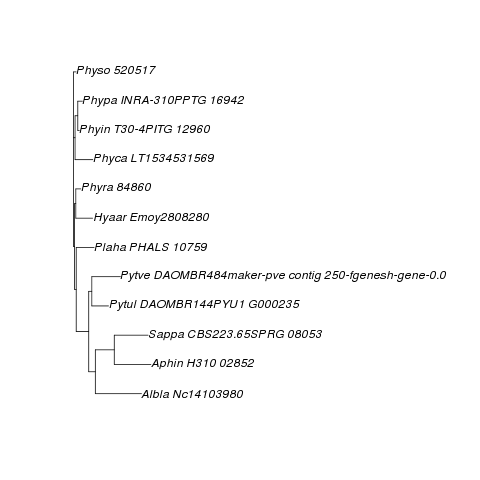 Physo 520517
Phypa INRA-310PPTG 16942
Phyin T30-4PITG 12960
Phyca LT1534531569
Phyra 84860
Hyaar Emoy2808280
Plaha PHALS 10759
Pytve DAOMBR484maker-pve contig 250-fgenesh-gene-0.0
Pytul DAOMBR144PYU1 G000235
Sappa CBS223.65SPRG 08053
Aphin H310 02852
Albla Nc14103980